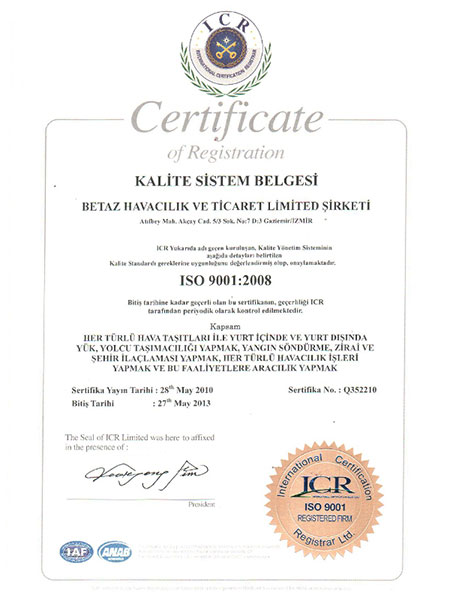 ICR
INTERNATIONAL CERTIFICATION REGISTRAR
Certificate
of Registration
KALİTE SİSTEM BELGESİ
BETAZ HAVACILIK VE TİCARET LİMİTED ŞİRKETİ
Atıfbey Mah. Akçay Cad. 5/3 Sok. No:7 D:3 Gaziemir/İZMİR
ICR Yukarıda adı geçen kuruluşun, Kalite Yönetim Sisteminin
aşağıda detayları belirtilen
Kalite Standardı gereklerine uygunluğunu değerlendirmiş olup, onaylamaktadır.
ISO 9001:2008
Bitiş tarihine kadar geçerli olan bu sertifikanın, geçerliliği ICR
tarafından periyodik olarak kontrol edilmektedir.
Kapsam
HER TÜRLÜ HAVA TAŞITLARI İLE YURT İÇİNDE VE YURT DIŞINDA
YÜK, YOLÇU TAŞIMACILIĞI YAPMAK, YANGIN SÖNDÜRME, ZİRAİ VE
ŞEHİR İLAÇLAMASI YAPMAK, HER TÜRLÜ HAVACILIK İŞLERİ
YAPMAK VE BU FAALİYETLERE ARACILIK YAPMAK
Sertifika Yayın Tarihi : 28th May 2010 Sertifika No. : Q352210
Bitiş Tarihi : 27th May 2013
The Seal of ICR Limited was here to affixed
in the presence of :
President
International Certification
ICR
ISO 9001
REGISTERED FIRM
Registrar Ltd.
IAF
ANAB